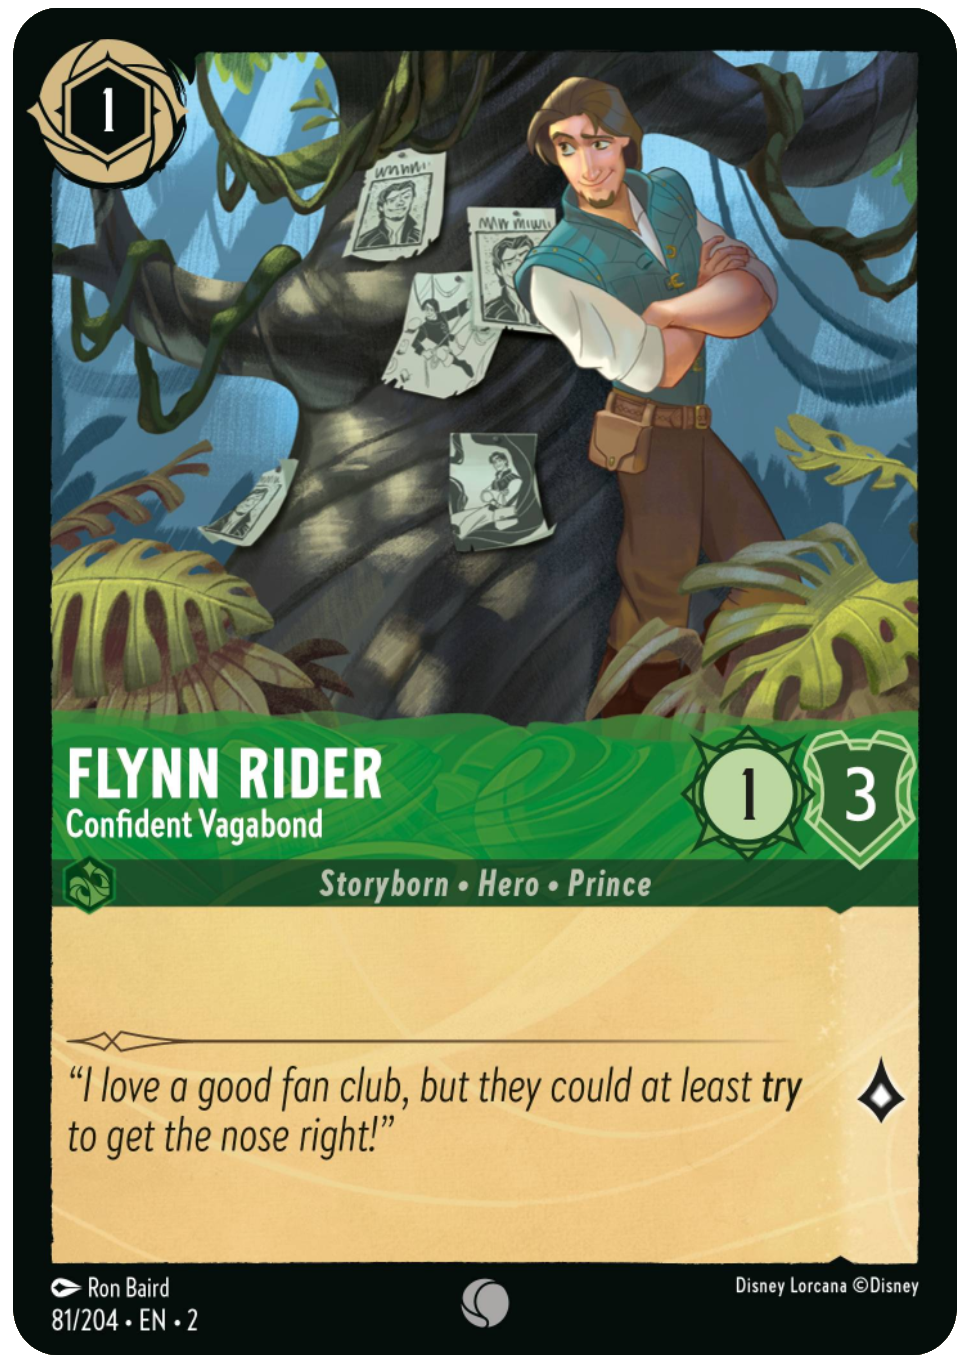 1
FLYNN RIDER
Confident Vagabond
1
3
Storyborn • Hero • Prince
“I love a good fan club, but they could at least try
to get the nose right!”
Ron Baird
Disney Lorcana ©Disney
81/204 • EN • 2